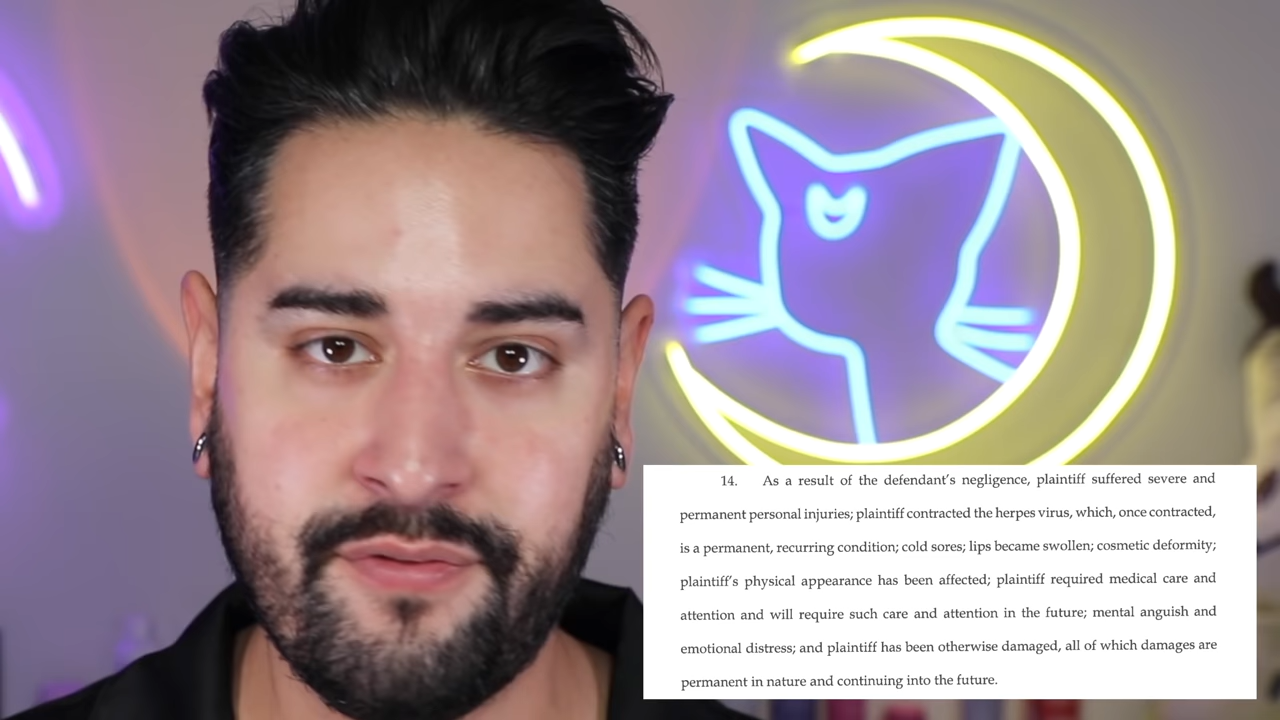 14. As a result of the defendant's negligence, plaintiff suffered severe and
permanent personal injuries; plaintiff contracted the herpes virus, which, once contracted,
is a permanent, recurring condition; cold sores; lips became swollen; cosmetic deformity;
plaintiff's physical appearance has been affected; plaintiff required medical care and
attention and will require such care and attention in the future; mental anguish and
emotional distress; and plaintiff has been otherwise damaged, all of which damages are
permanent in nature and continuing into the future.